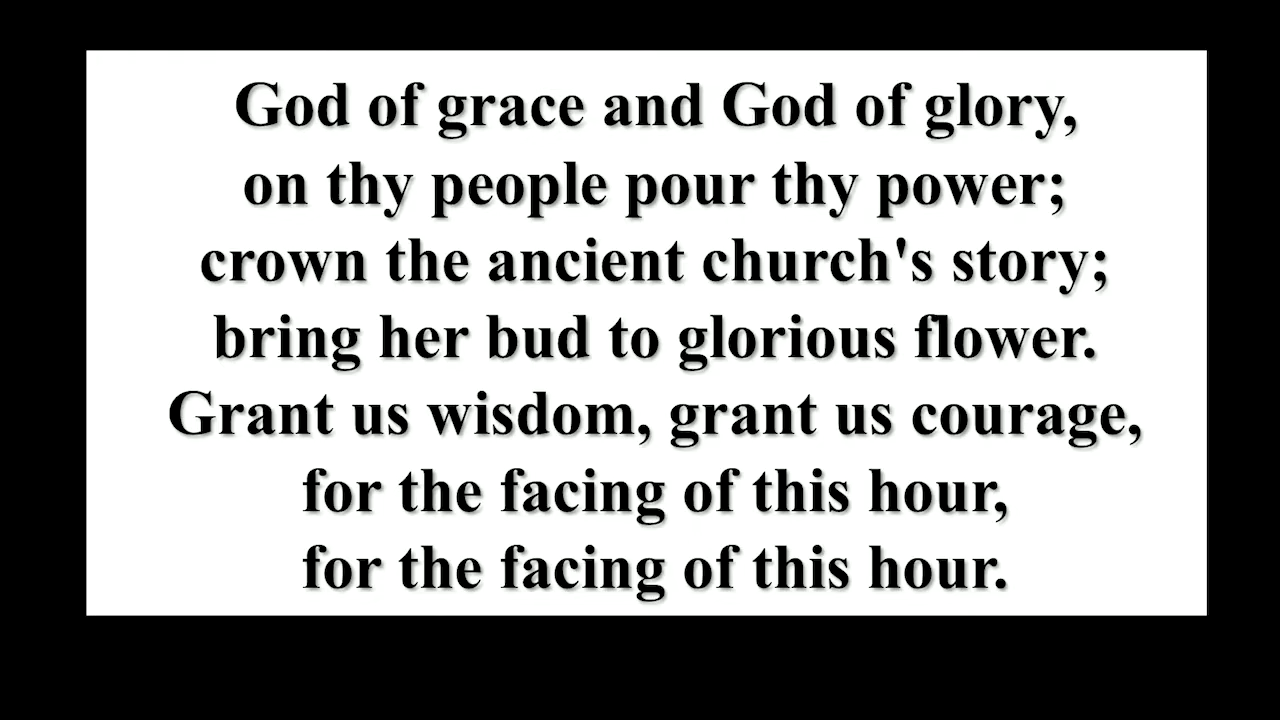 God of grace and God of glory,
on thy people pour thy power;
crown the ancient church's story;
bring her bud to glorious flower.
Grant us wisdom, grant us courage,
for the facing of this hour,
for the facing of this hour.